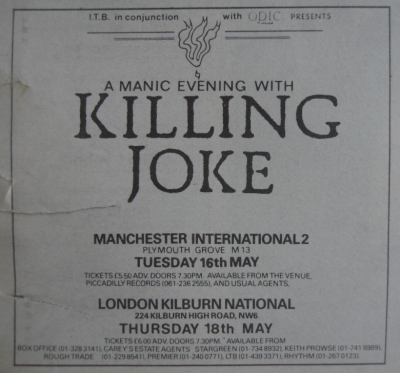 I.T.B. in conjunction with OPIC PRESENTS
A MANIC EVENING WITH
KILLING
JOKE
MANCHESTER INTERNATIONAL 2
PLYMOUTH GROVE M13
TUESDAY 16th MAY
TICKETS £5.50 ADV. DOORS 7.30PM. AVAILABLE FROM THE VENUE,
PICCADILLY RECORDS (061-236 2555), AND USUAL AGENTS,
LONDON KILBURN NATIONAL
224 KILBURN HIGH ROAD, NW6
THURSDAY 18th MAY
TICKETS £6.00 ADV. DOORS 7.30PM. AVAILABLE FROM
BOX OFFICE (01-328 3141), CAREY'S ESTATE AGENTS STARGREEN (01-734 8932), KEITH PROWSE (01-741 8989),
ROUGH TRADE (01-229 8541), PREMIER (01-240 0771), LTB (01-439 3371), RHYTHM (01-267 0123).